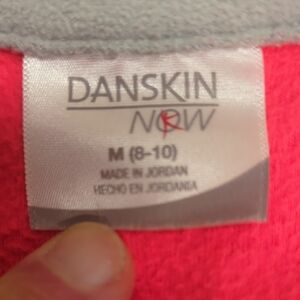 DANSKIN
NOW
M (8-10)
MADE IN JORDAN
HECHO EN JORDANIA